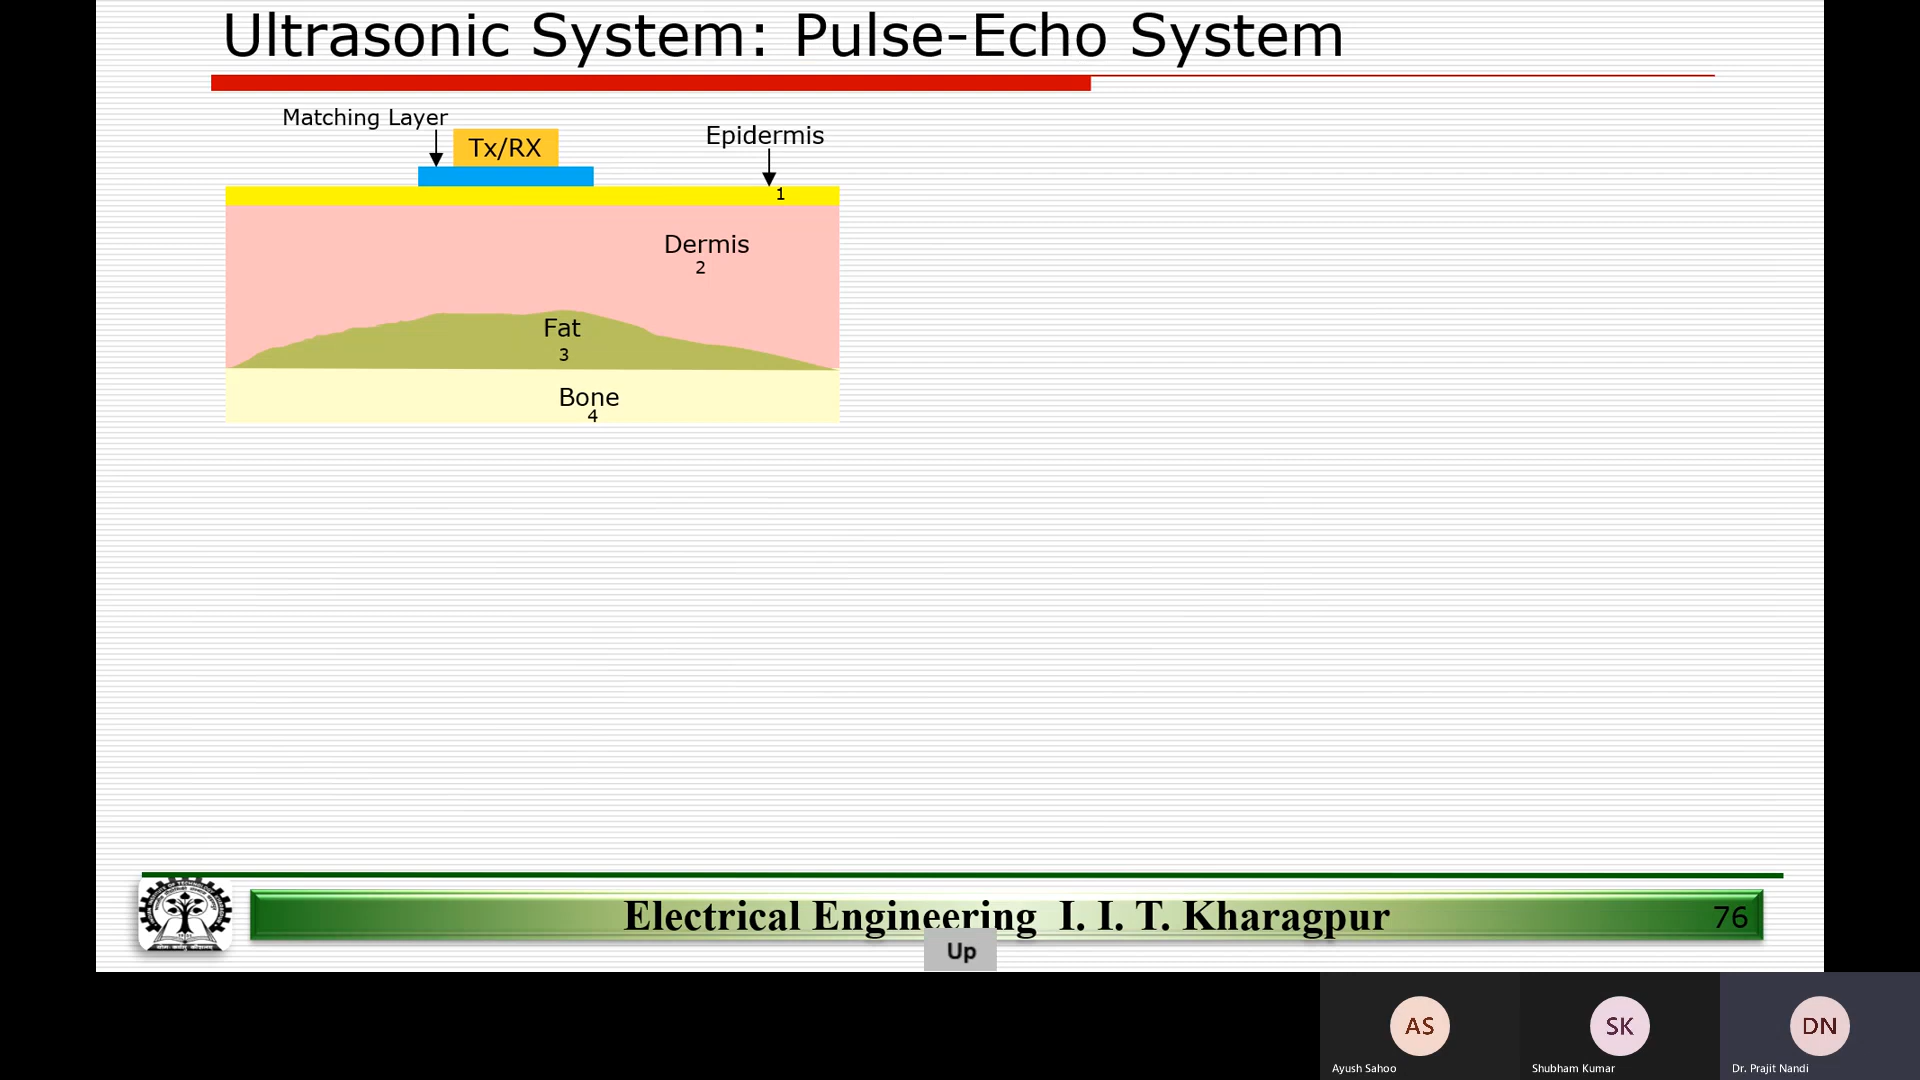 Ultrasonic System: Pulse-Echo System
Matching Layer
Tx/RX
Epidermis
1
Dermis
2
Fat
3
Bone
4
Electrical Engineering I. I. T. Kharagpur
76
Up
AS
SK
DN
Ayush Sahoo
Shubham Kumar
Dr. Prajit Nandi